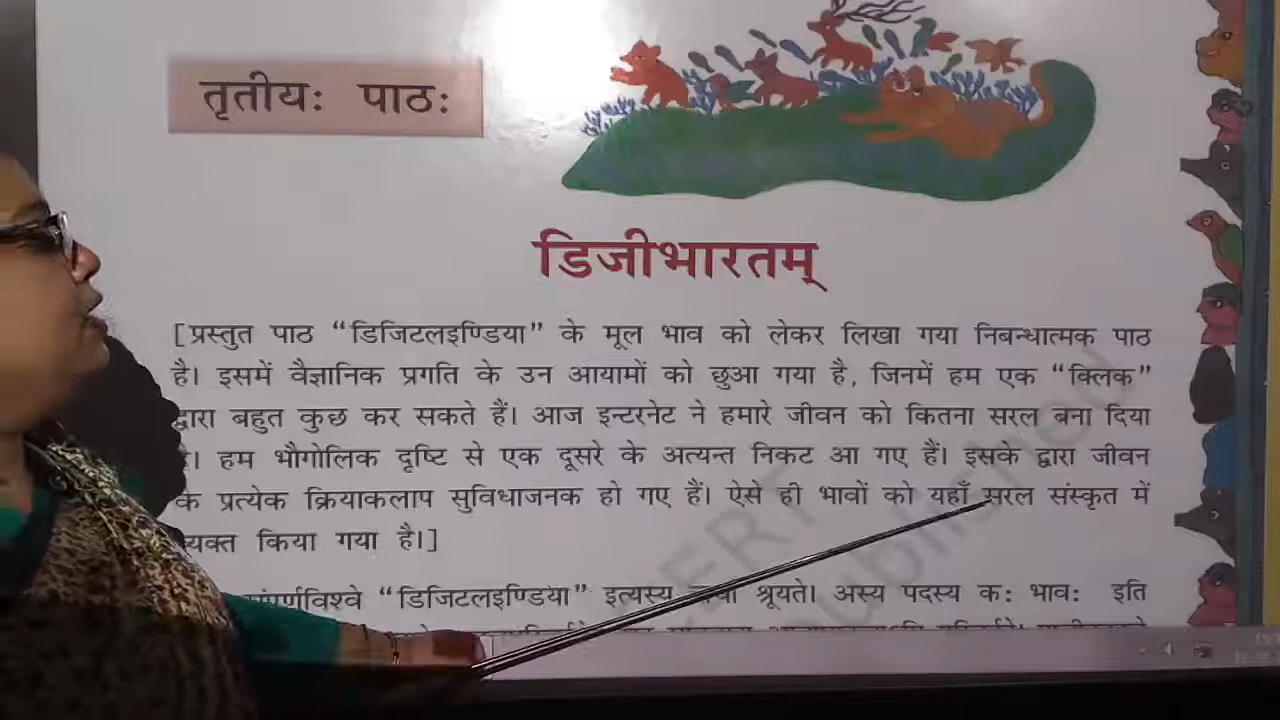 तृतीयः पाठः
डिजीभारतम्
[प्रस्तुत पाठ “डिजिटलइण्डिया” के मूल भाव को लेकर लिखा गया निबन्धात्मक पाठ
है। इसमें वैज्ञानिक प्रगति के उन आयामों को छुआ गया है, जिनमें हम एक “क्लिक”
द्वारा बहुत कुछ कर सकते हैं। आज इन्टरनेट ने हमारे जीवन को कितना सरल बना दिया
है। हम भौगोलिक दृष्टि से एक दूसरे के अत्यन्त निकट आ गए हैं। इसके द्वारा जीवन
के प्रत्येक क्रियाकलाप सुविधाजनक हो गए हैं। ऐसे ही भावों को यहाँ सरल संस्कृत में
व्यक्त किया गया है।]
“डिजिटलइण्डिया” इत्यस्य श्रूयते। अस्य पदस्य कः भावः इति